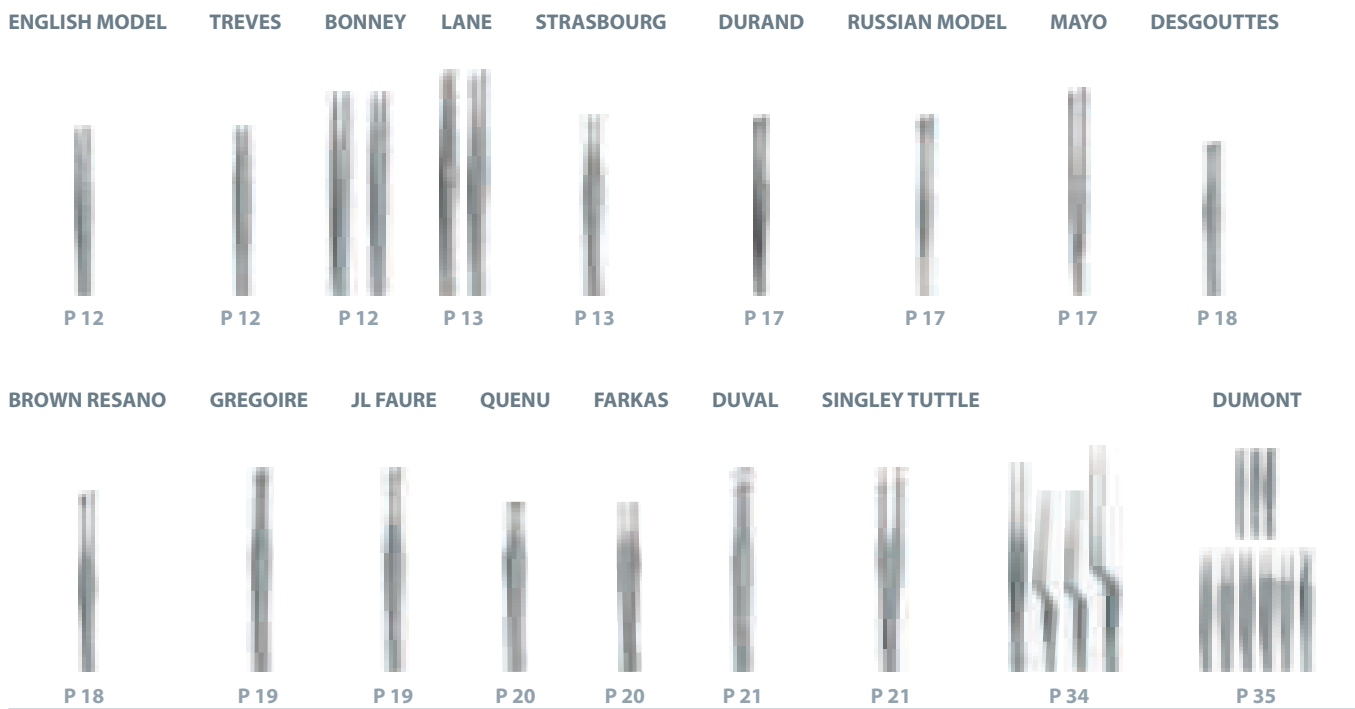 ENGLISH MODEL TREVES BONNEY LANE STRASBOURG DURAND RUSSIAN MODEL MAYO DESGOUTTES
P 12 P 12 P 12 P 13 P 13 P 17 P 17 P 17 P 18
BROWN RESANO GREGOIRE JL FAURE QUENU FARKAS DUVAL SINGLEY TUTTLE DUMONT
P 18 P 19 P 19 P 20 P 20 P 21 P 21 P 34 P 35